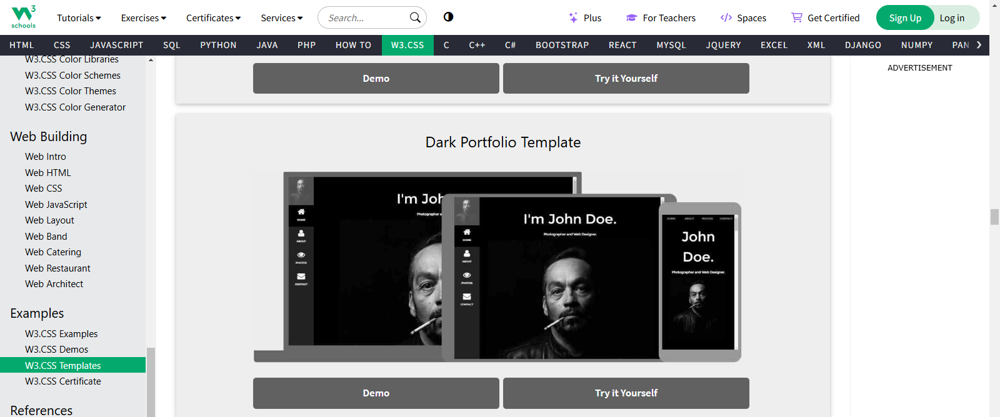 W3 schools
Tutorials Exercises Certificates Services Search... Plus For Teachers Spaces Get Certified Sign Up Log in
HTML CSS JAVASCRIPT SQL PYTHON JAVA PHP HOW TO W3.CSS C C++ C# BOOTSTRAP REACT MYSQL JQUERY EXCEL XML DJANGO NUMPY PAN
W3.CSS Color Libraries
W3.CSS Color Schemes
W3.CSS Color Themes
W3.CSS Color Generator
Web Building
Web Intro
Web HTML
Web CSS
Web JavaScript
Web Layout
Web Band
Web Catering
Web Restaurant
Web Architect
Examples
W3.CSS Examples
W3.CSS Demos
W3.CSS Templates
W3.CSS Certificate
References
Demo Try it Yourself
Dark Portfolio Template
I'm Joh
Photographer an
HOME
ABOUT
PHOTOS
CONTACT
I'm John Doe.
Photographer and Web Designer.
HOME
ABOUT
PHOTOS
CONTACT
HOME ABOUT PHOTOS CONTACT
John
Doe.
Photographer and Web Designer.
Demo Try it Yourself
ADVERTISEMENT